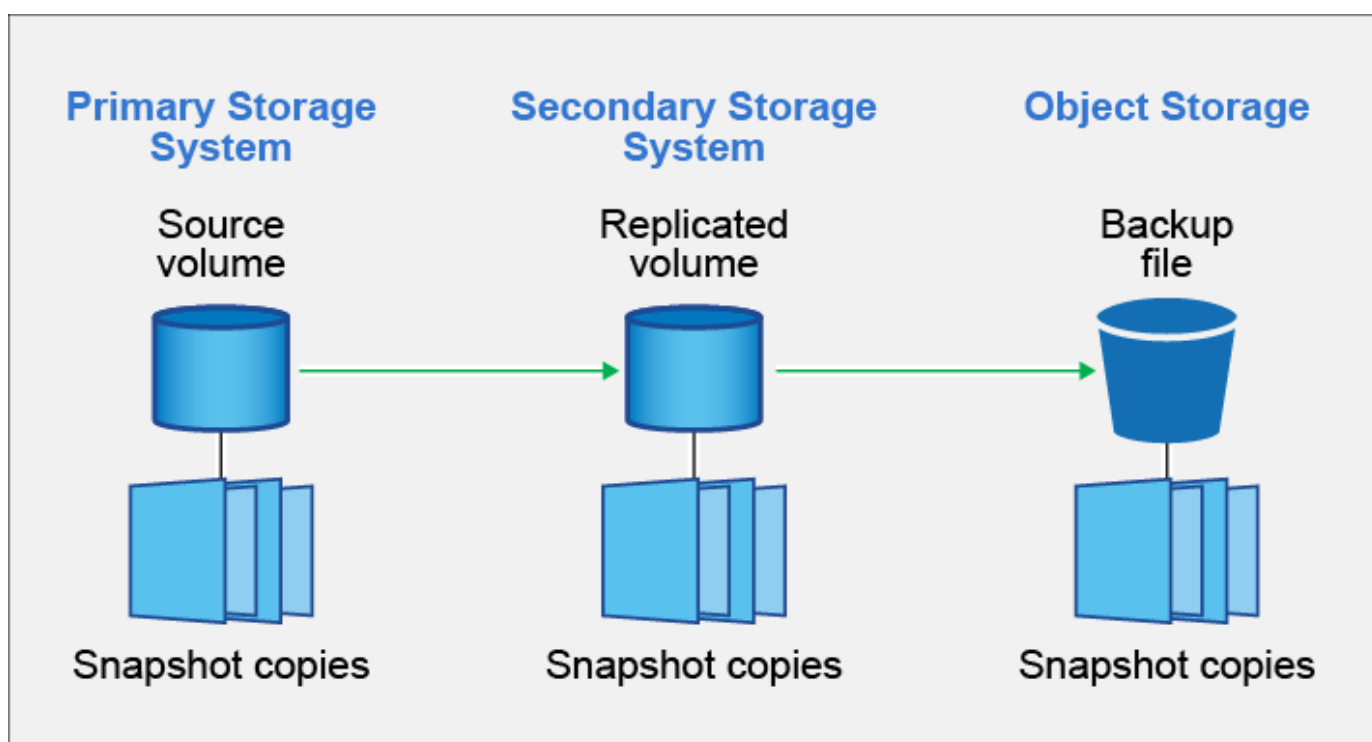 Primary Storage
System
Secondary Storage
System
Object Storage
Source
volume
Replicated
volume
Backup
file
Snapshot copies
Snapshot copies
Snapshot copies